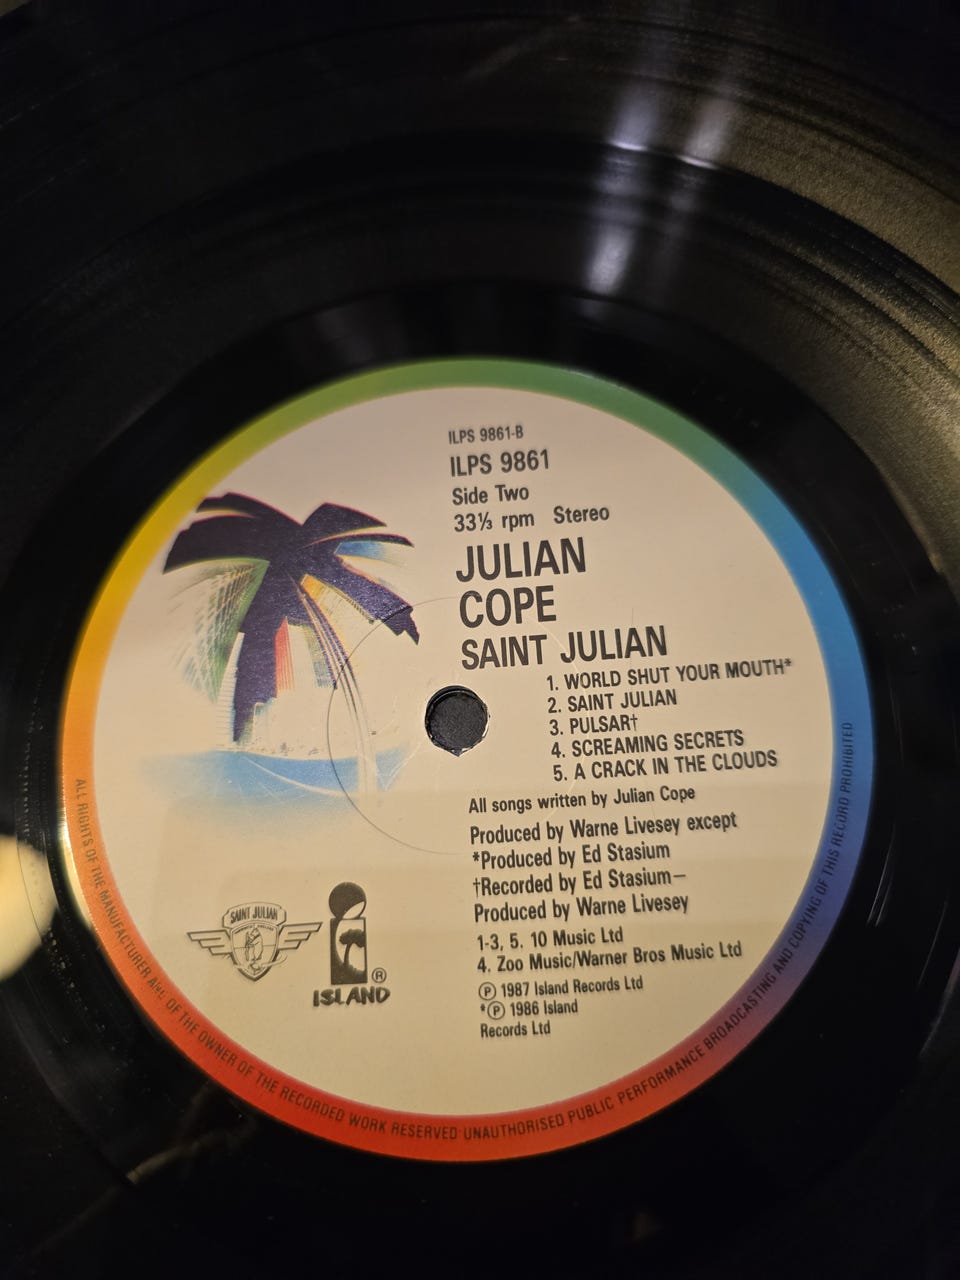 ILPS 9861-B
ILPS 9861
Side Two
33⅓ rpm Stereo
JULIAN
COPE
SAINT JULIAN
1. WORLD SHUT YOUR MOUTH*
2. SAINT JULIAN
3. PULSAR†
4. SCREAMING SECRETS
5. A CRACK IN THE CLOUDS
All songs written by Julian Cope
Produced by Warne Livesey except
*Produced by Ed Stasium
†Recorded by Ed Stasium—
Produced by Warne Livesey
1-3, 5. 10 Music Ltd
4. Zoo Music/Warner Bros Music Ltd
Ⓟ 1987 Island Records Ltd
*Ⓟ 1986 Island
Records Ltd
SAINT JULIAN
ISLAND ®
ALL RIGHTS OF THE MANUFACTURER AND OF THE OWNER OF THE RECORDED WORK RESERVED UNAUTHORISED PUBLIC PERFORMANCE BROADCASTING AND COPYING OF THIS RECORD PROHIBITED